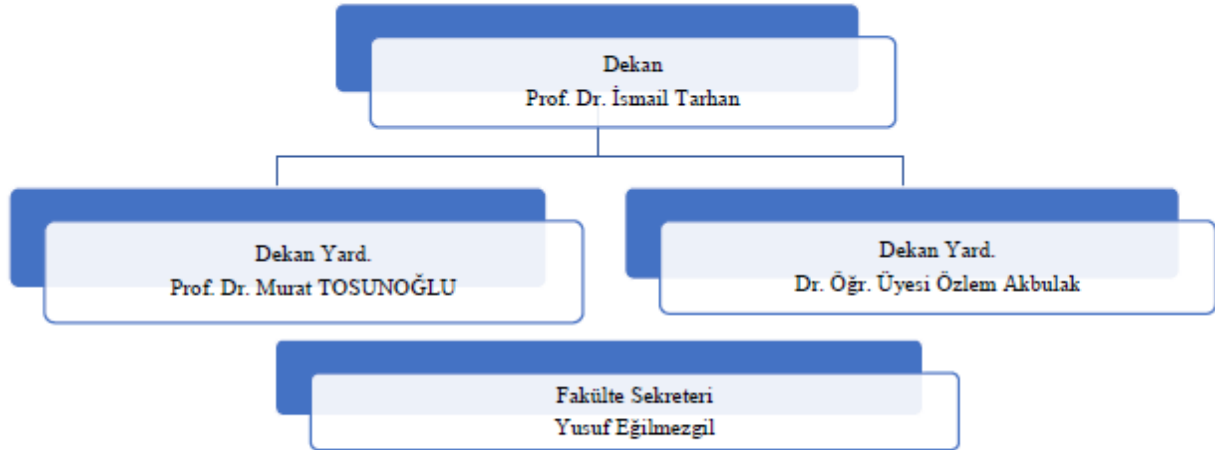 Dekan
Prof. Dr. İsmail Tarhan
Dekan Yard.
Prof. Dr. Murat TOSUNOĞLU
Dekan Yard.
Dr. Öğr. Üyesi Özlem Akbulak
Fakülte Sekreteri
Yusuf Eğilmezgil